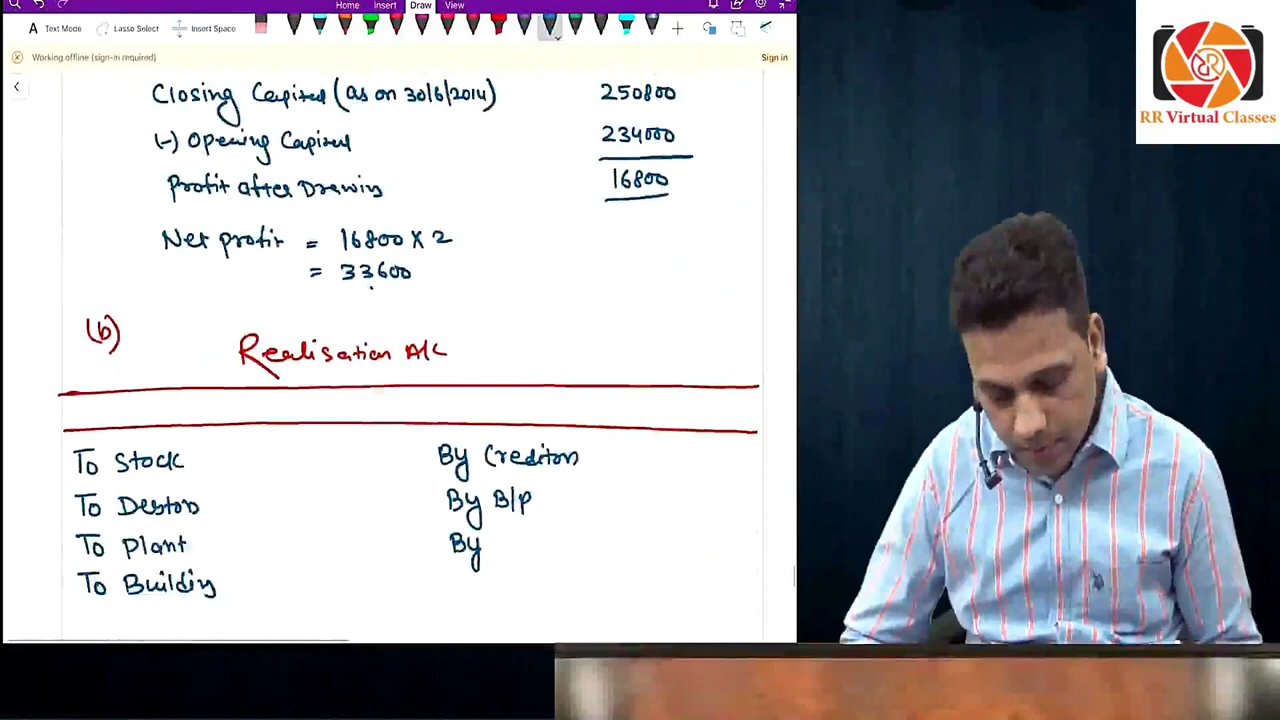 Home Insert Draw View
A Text Mode Lasso Select Insert Space
Working offline (sign-in required) Sign in
Closing Capital (as on 30/6/2014) 250800
(-) Opening Capital 234000
Profit after Drawing 16800
Net profit = 16800 x 2
= 33600
(b)
Realisation A/c
To Stock By Creditors
To Debtors By B/P
To Plant By
To Building
RR Virtual Classes